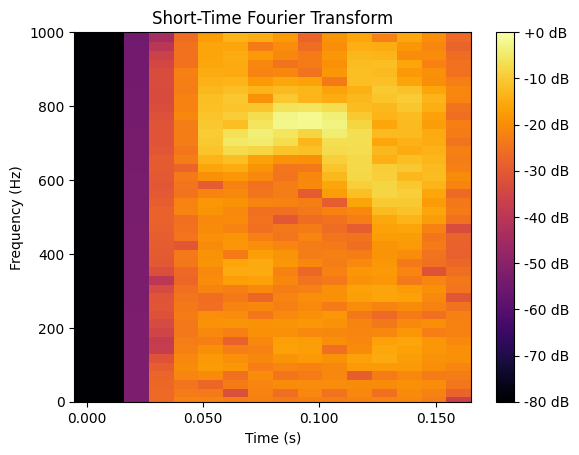 Short-Time Fourier Transform
1000
800
600
400
200
0
Frequency (Hz)
0.000
0.050
0.100
0.150
Time (s)
+0 dB
-10 dB
-20 dB
-30 dB
-40 dB
-50 dB
-60 dB
-70 dB
-80 dB